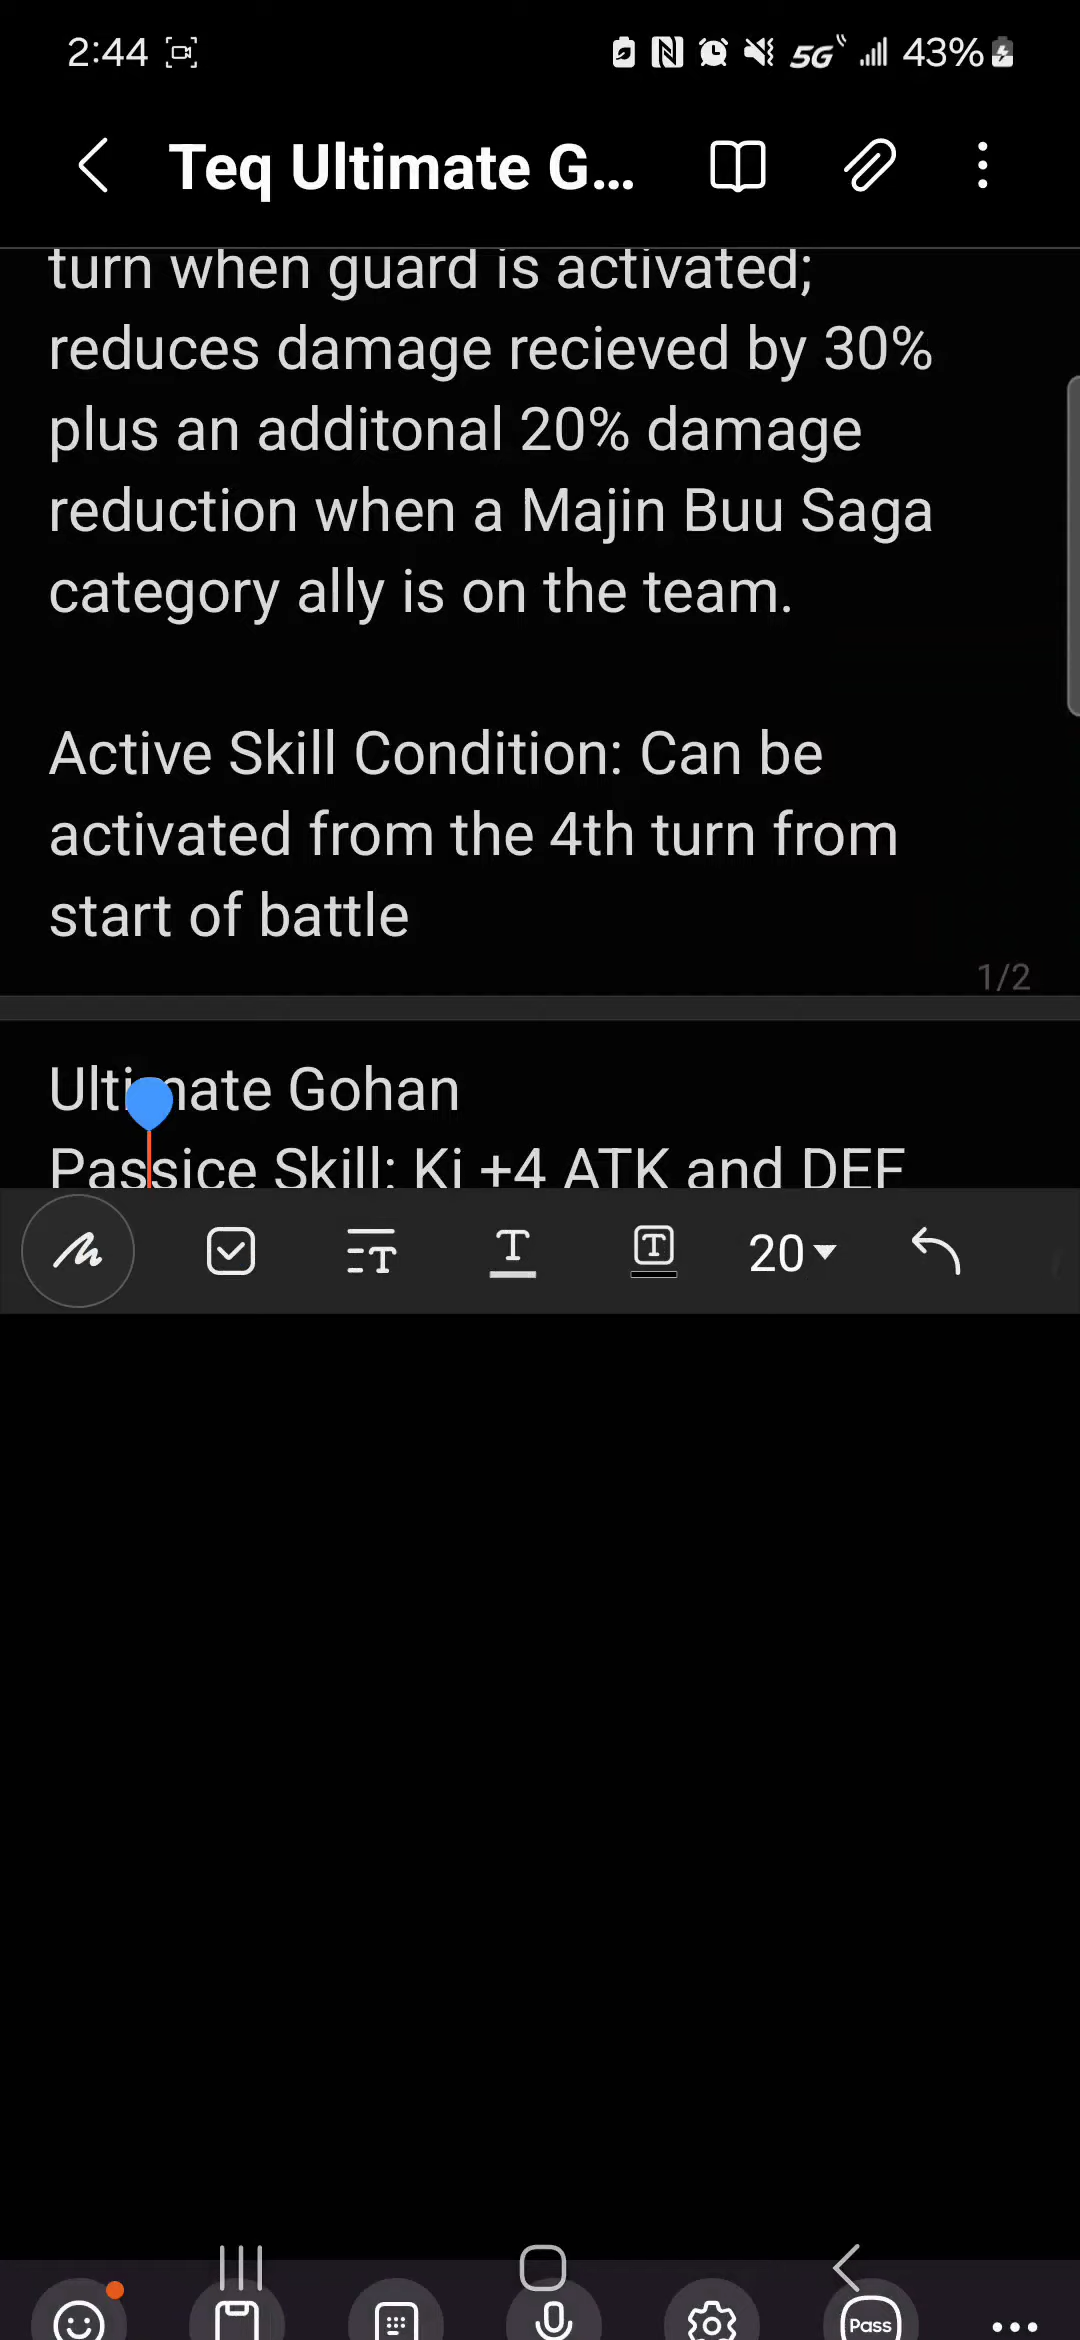 2:44 5G 43%
Teq Ultimate G...
turn when guard is activated;
reduces damage recieved by 30%
plus an additonal 20% damage
reduction when a Majin Buu Saga
category ally is on the team.
Active Skill Condition: Can be
activated from the 4th turn from
start of battle
1/2
Ultimate Gohan
Passice Skill: Ki +4 ATK and DEF
20
Pass